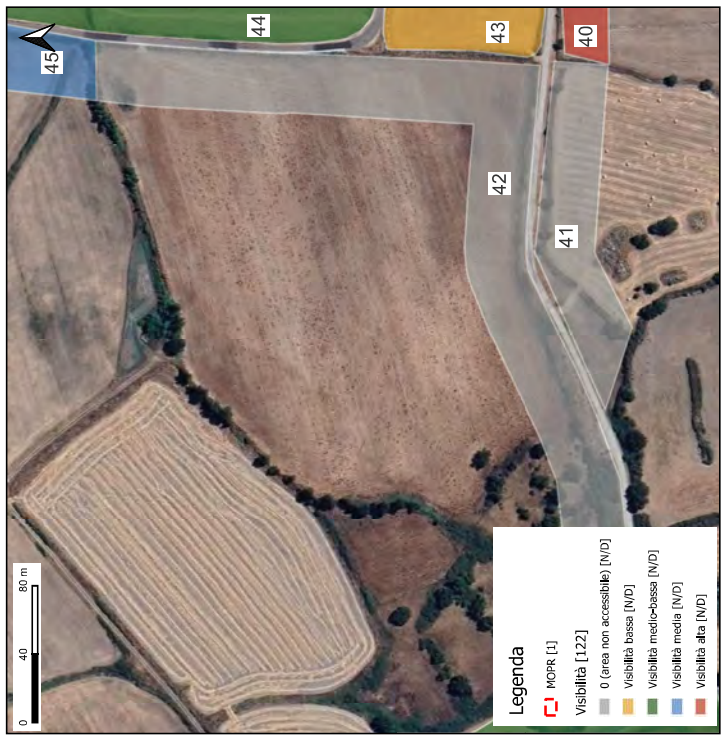 44
43
40
45
42
41
0 40 80 m
Legenda
MOPR [1]
Visibilità [122]
0 (area non accessibile) [N/D]
Visibilità bassa [N/D]
Visibilità medio-bassa [N/D]
Visibilità media [N/D]
Visibilità alta [N/D]